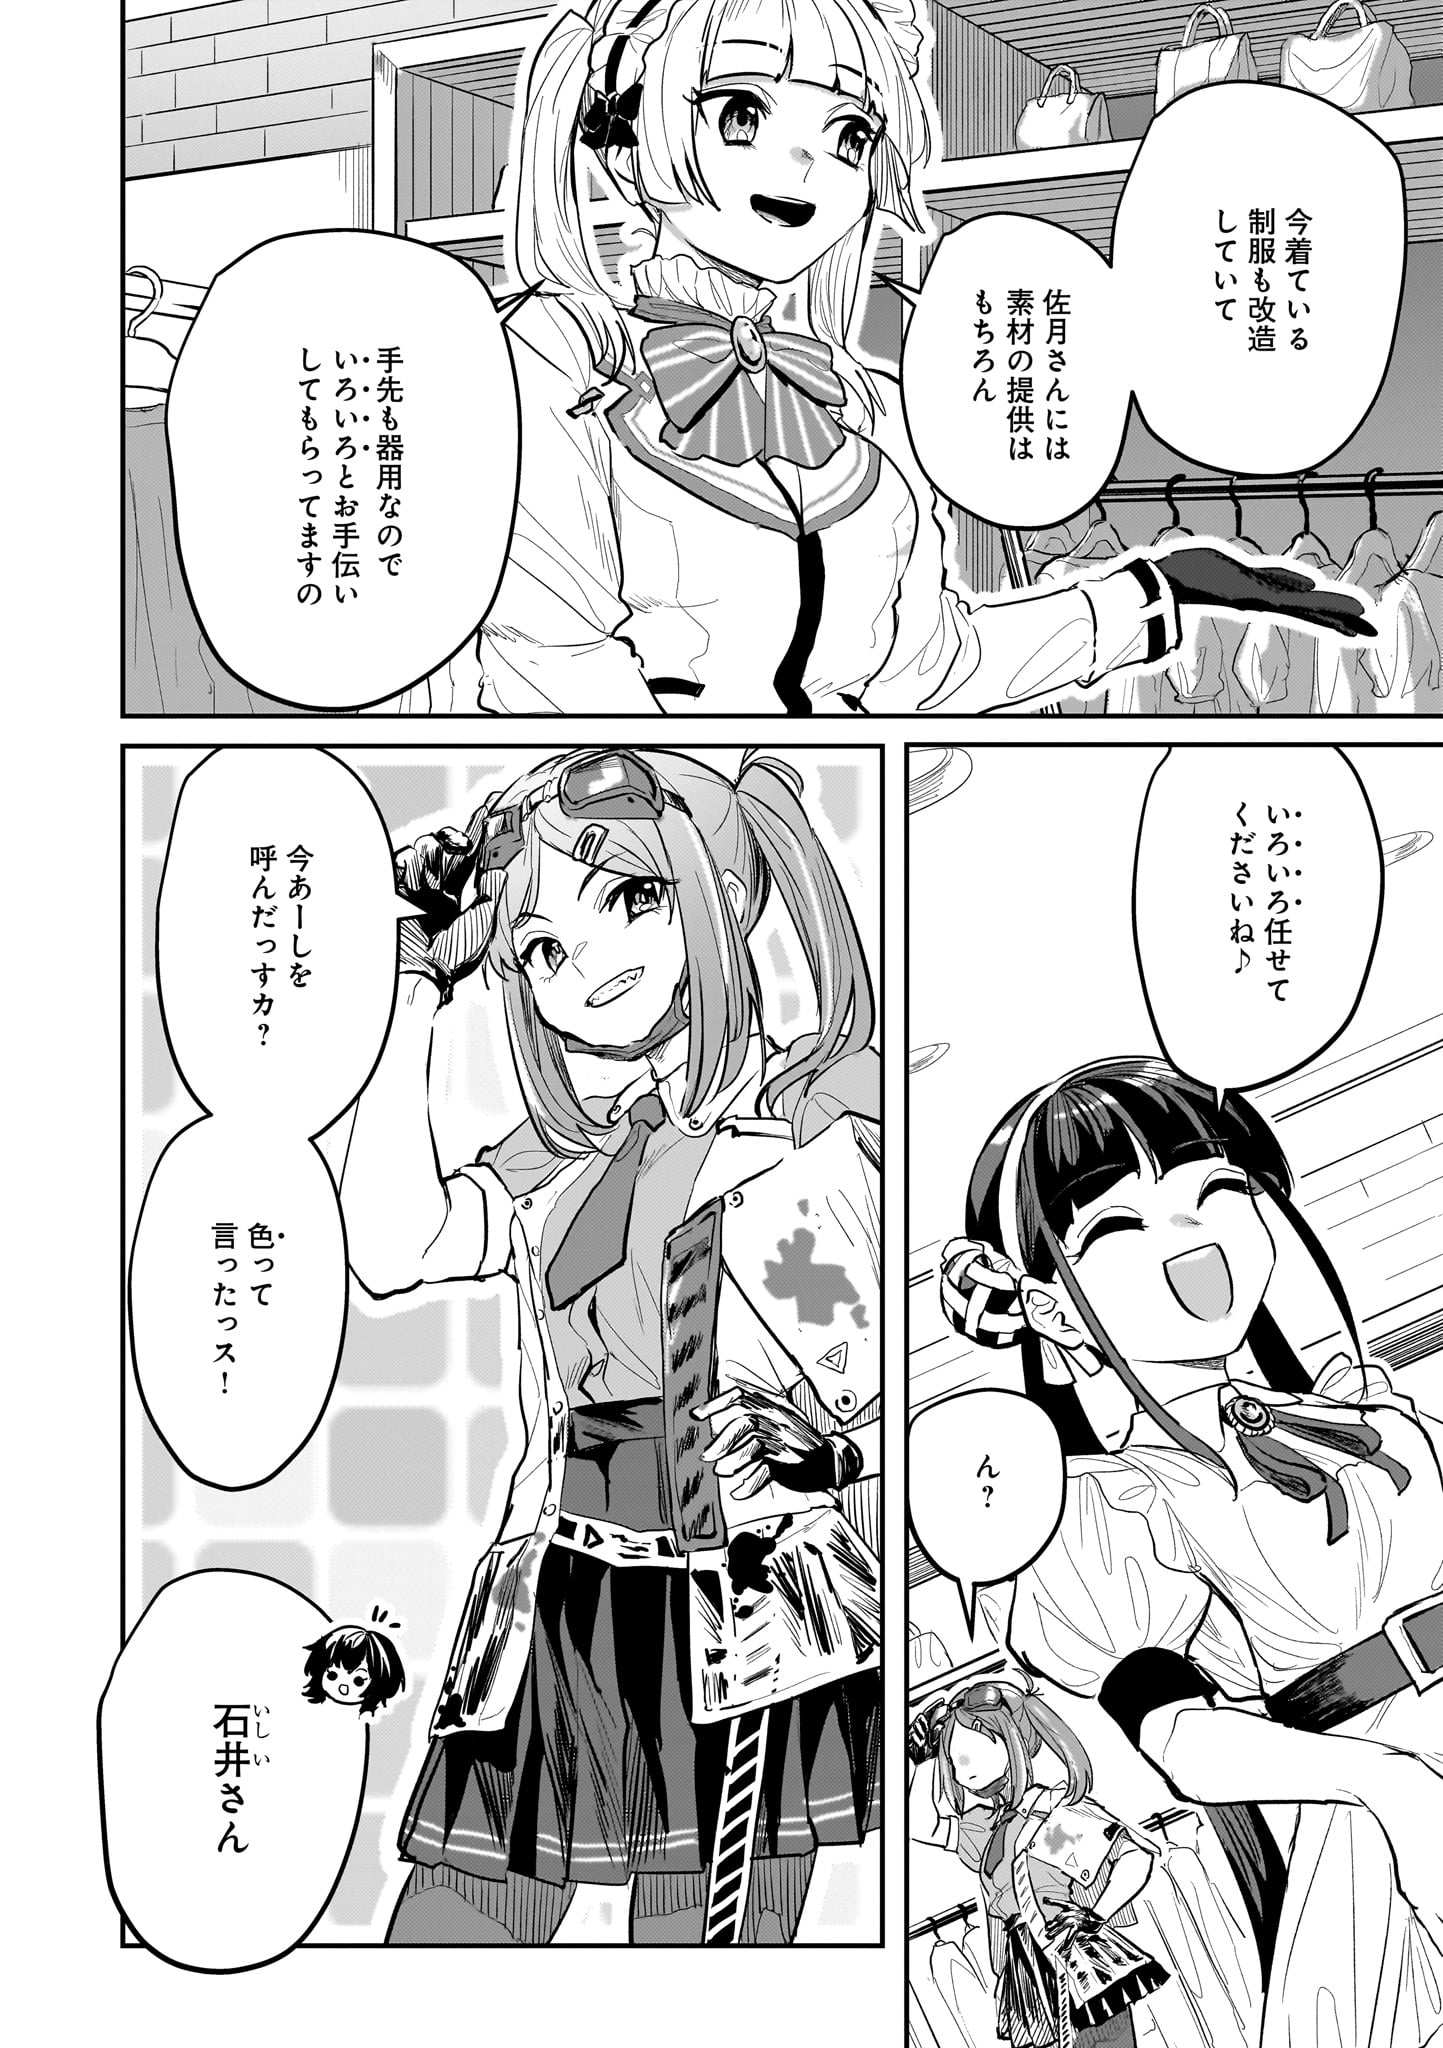 今着ている
制服も改造
していて
佐月さんには
素材の提供は
もちろん
手先も器用なので
いろいろとお手伝い
してもらってますの
いろいろ任せて
くださいね♪
ん?
今あーしを
呼んだっすカ?
色って
言ったっス!
石井さん
いしい